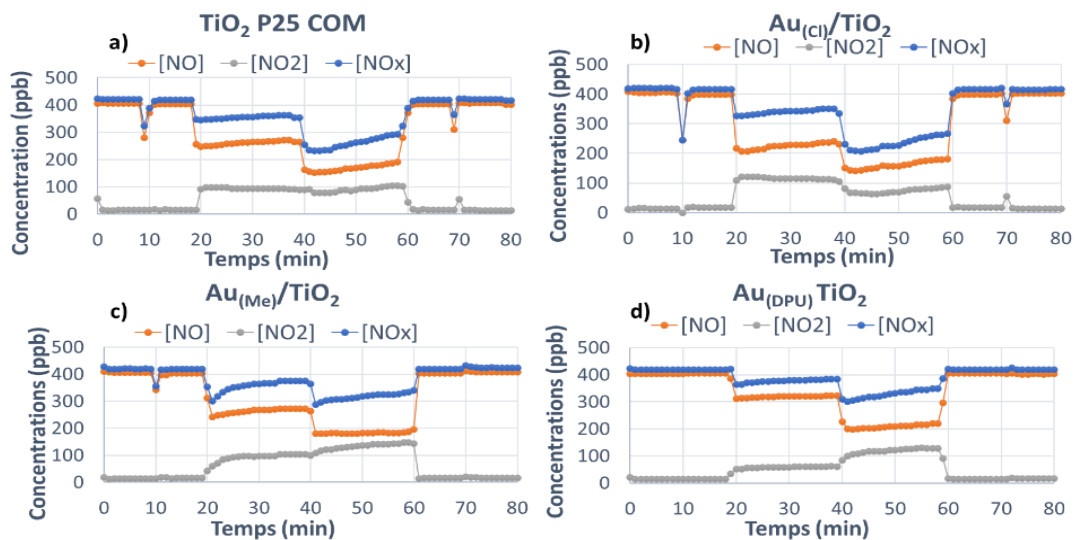 TiO2 P25 COM
a)
[NO] [NO2] [NOx]
Concentration (ppb)
500
400
300
200
100
0
0 10 20 30 40 50 60 70 80
Temps (min)
Au(Cl)/TiO2
b)
[NO] [NO2] [NOx]
Concentrations (ppb)
500
400
300
200
100
0
0 10 20 30 40 50 60 70 80
Temps (min)
Au(Me)/TiO2
c)
[NO] [NO2] [NOx]
Concentrations (ppb)
500
400
300
200
100
0
0 10 20 30 40 50 60 70 80
Temps (min)
Au(DPU) TiO2
d)
[NO] [NO2] [NOx]
Concentrations (ppb)
500
400
300
200
100
0
0 10 20 30 40 50 60 70 80
Temps (min)